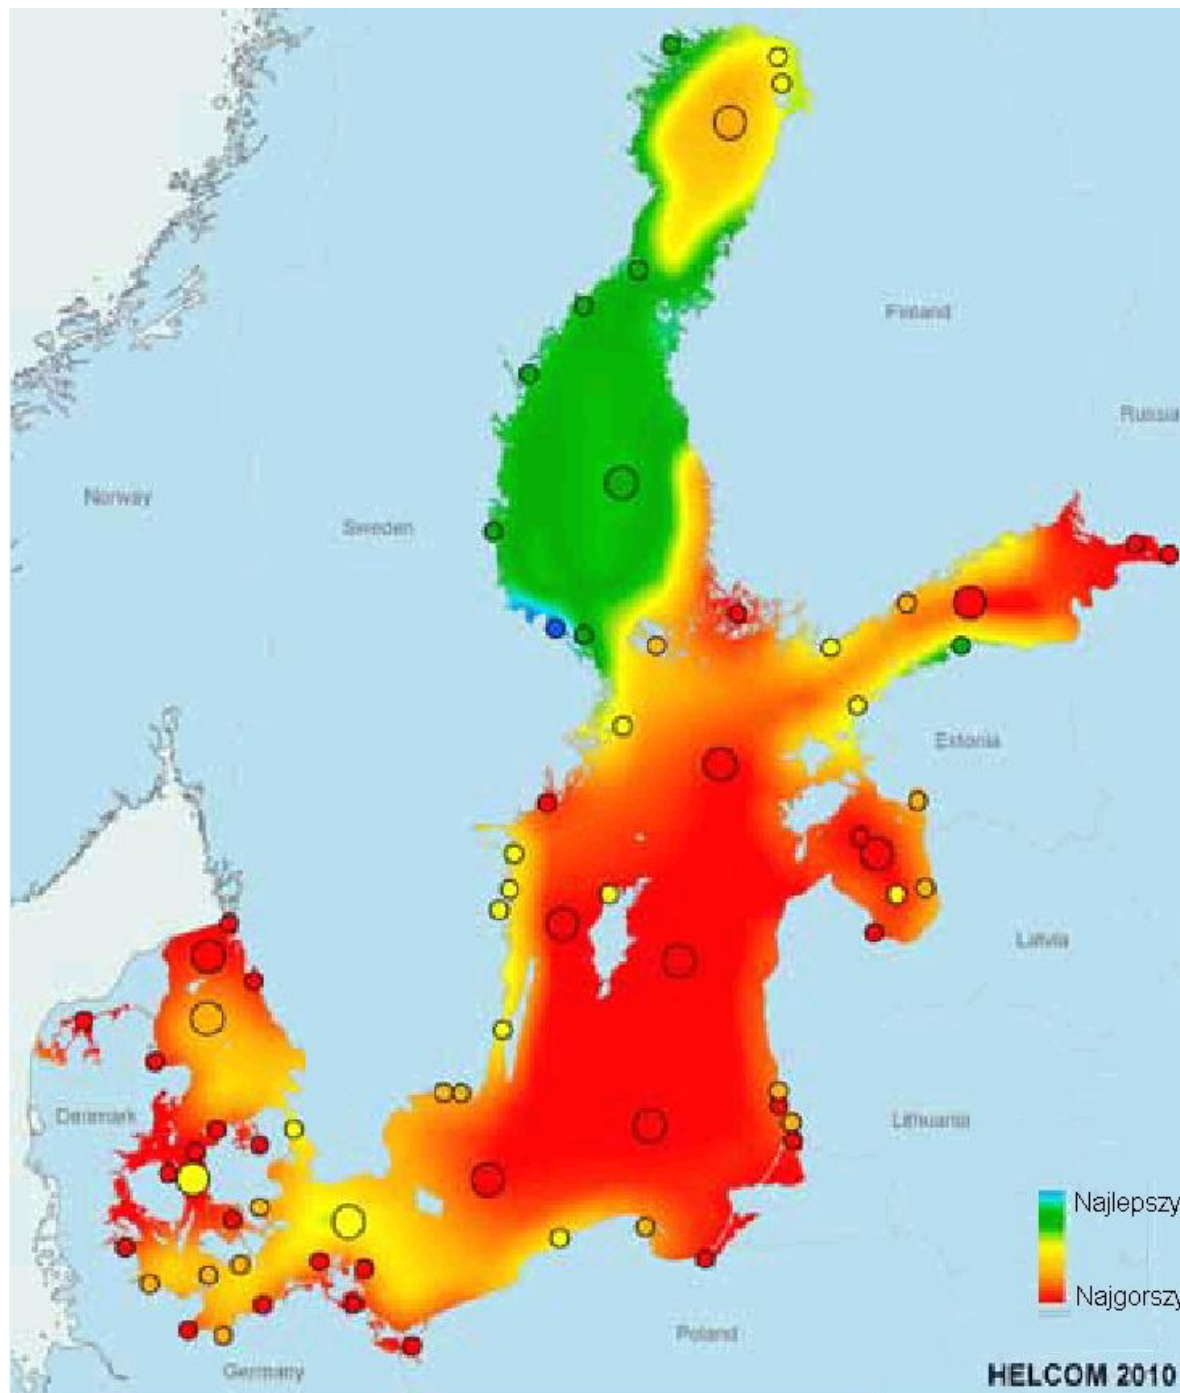 Finland
Russia
Norway
Sweden
Estonia
Latvia
Denmark
Lithuania
Najlepszy
Najgorszy
Poland
Germany
HELCOM 2010